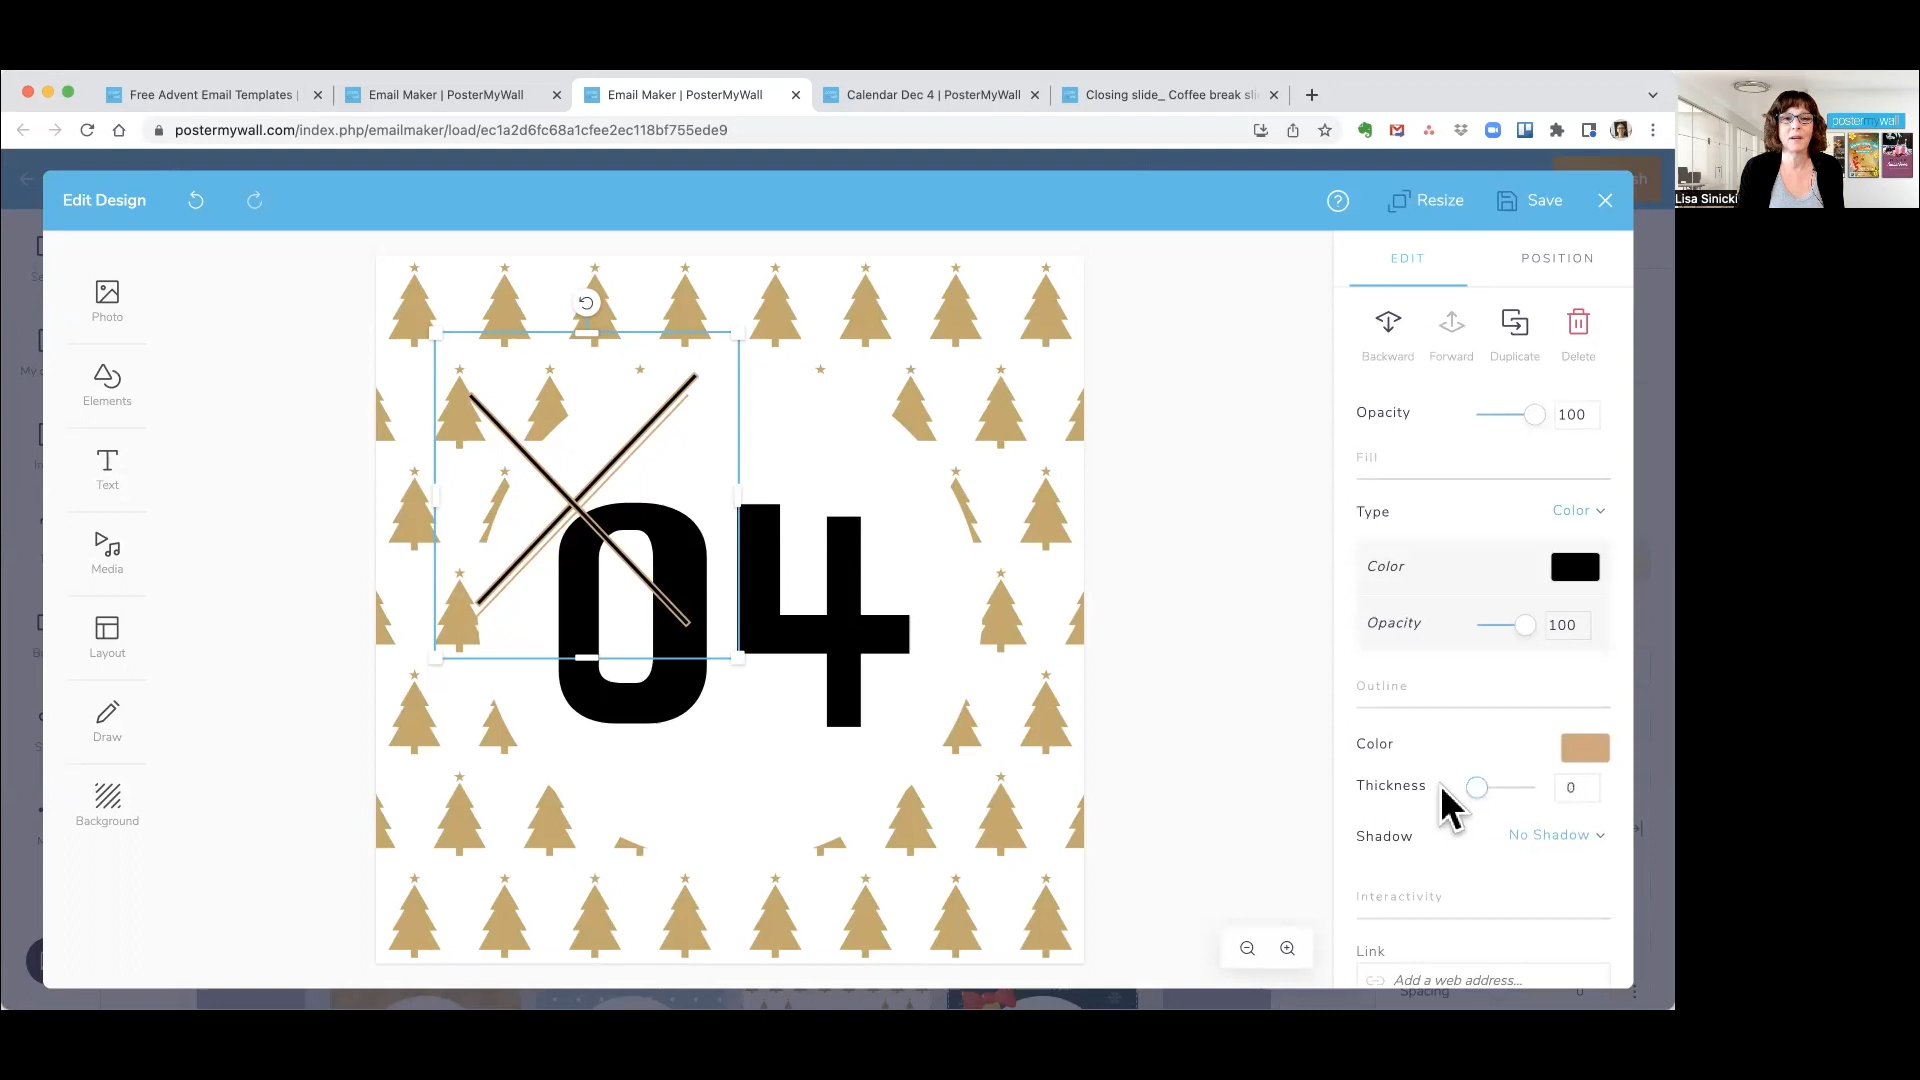 Free Advent Email Templates |
Email Maker | PosterMyWall
Email Maker | PosterMyWall
Calendar Dec 4 | PosterMyWall
Closing slide_ Coffee break sli
postermywall.com/index.php/emailmaker/load/ec1a2d6fc68a1cfee2ec118bf755ede9
postermywall
Lisa Sinicki
Edit Design
Resize
Save
EDIT
POSITION
Photo
Elements
Text
Media
Layout
Draw
Background
04
Backward
Forward
Duplicate
Delete
Opacity
100
Fill
Type
Color
Color
Opacity
100
Outline
Color
Thickness
0
Shadow
No Shadow
Interactivity
Link
Add a web address...
Spacing
0